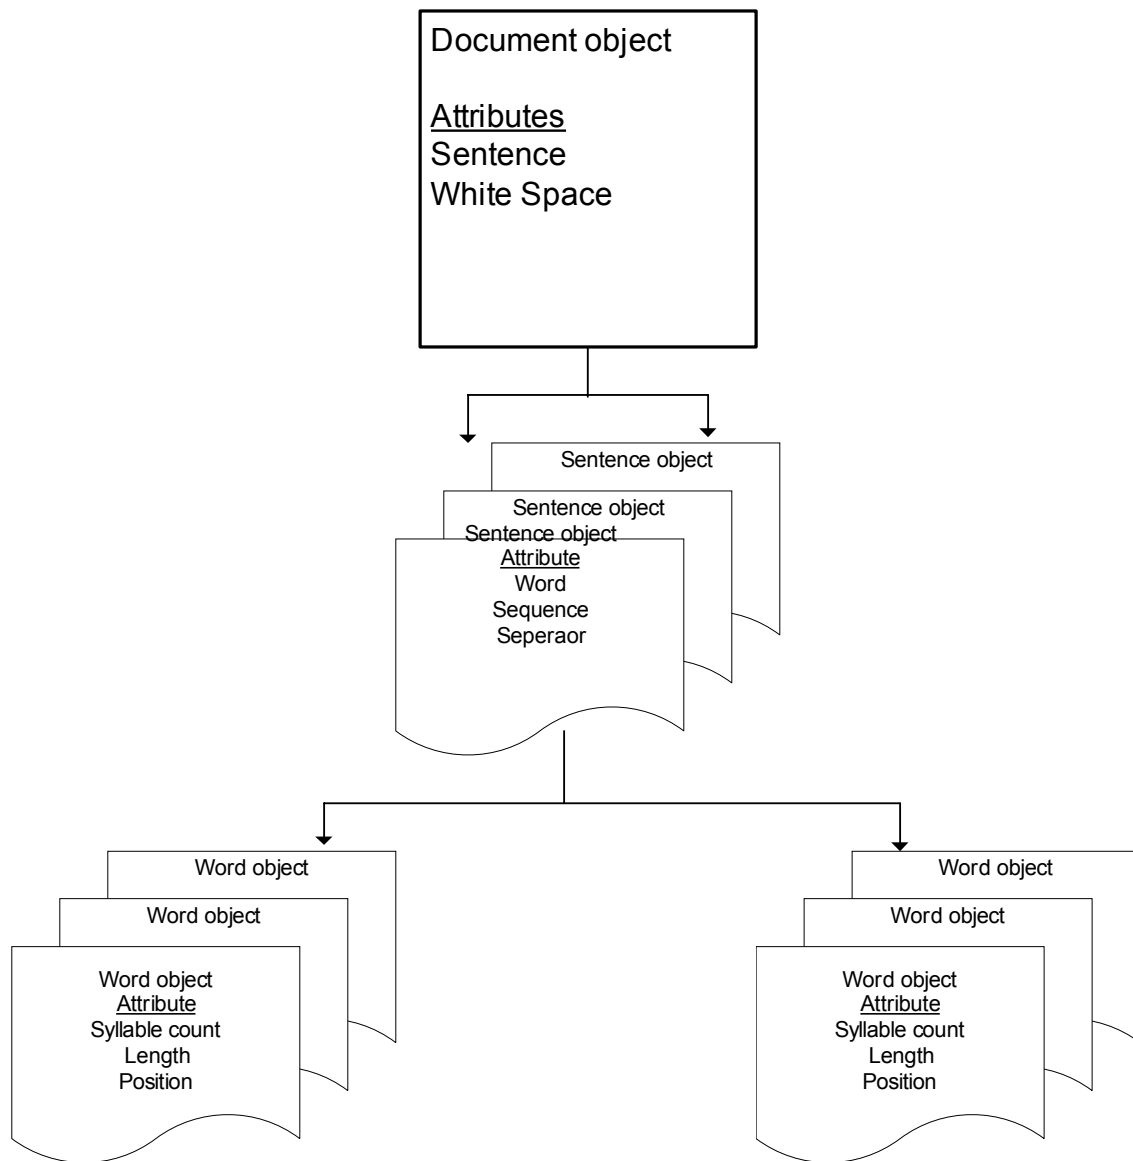 Document object
Attributes
Sentence
White Space
Sentence object
Sentence object
Sentence object
Attribute
Word
Sequence
Seperaor
Word object
Word object
Word object
Attribute
Syllable count
Length
Position
Word object
Word object
Word object
Attribute
Syllable count
Length
Position